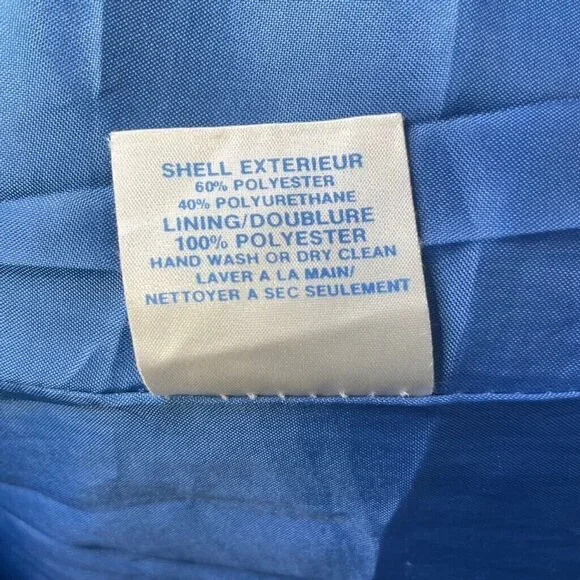 SHELL EXTERIEUR
60% POLYESTER
40% POLYURETHANE
LINING/DOUBLURE
100% POLYESTER
HAND WASH OR DRY CLEAN
LAVER A LA MAIN/
NETTOYER A SEC SEULEMENT